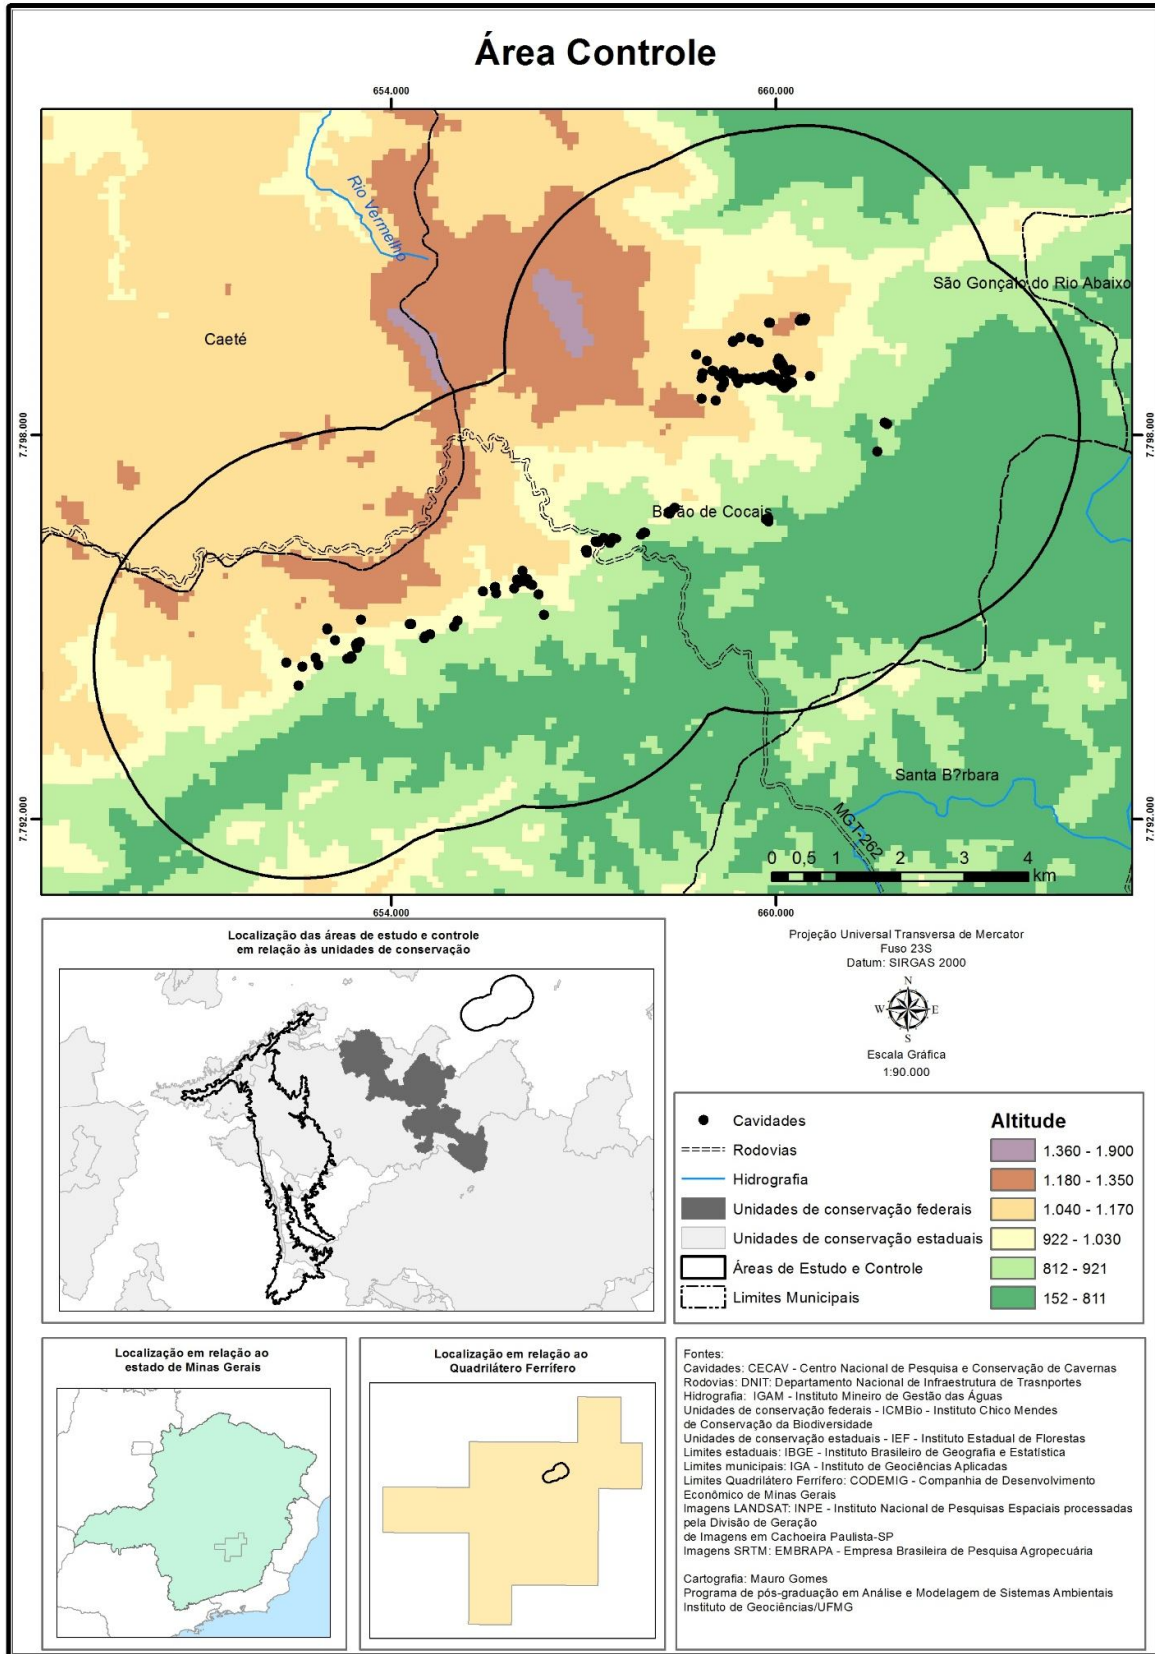 Área Controle
654.000
660.000
Rio Vermelho
São Gonçalo do Rio Abaixo
Caeté
7.798.000
7.798.000
Barão de Cocais
Santa B?rbara
MGT-262
7.792.000
7.792.000
0 0,5 1 2 3 4
km
654.000
660.000
Localização das áreas de estudo e controle
em relação às unidades de conservação
Projeção Universal Transversa de Mercator
Fuso 23S
Datum: SIRGAS 2000
N
W E
S
Escala Gráfica
1:90.000
Cavidades
Rodovias
Hidrografia
Unidades de conservação federais
Unidades de conservação estaduais
Áreas de Estudo e Controle
Limites Municipais
Altitude
1.360 - 1.900
1.180 - 1.350
1.040 - 1.170
922 - 1.030
812 - 921
152 - 811
Localização em relação ao
estado de Minas Gerais
Localização em relação ao
Quadrilátero Ferrífero
Fontes:
Cavidades: CECAV - Centro Nacional de Pesquisa e Conservação de Cavernas
Rodovias: DNIT: Departamento Nacional de Infraestrutura de Trasnportes
Hidrografia: IGAM - Instituto Mineiro de Gestão das Águas
Unidades de conservação federais - ICMBio - Instituto Chico Mendes
de Conservação da Biodiversidade
Unidades de conservação estaduais - IEF - Instituto Estadual de Florestas
Limites estaduais: IBGE - Instituto Brasileiro de Geografia e Estatística
Limites municipais: IGA - Instituto de Geociências Aplicadas
Limites Quadrilátero Ferrífero: CODEMIG - Companhia de Desenvolvimento
Econômico de Minas Gerais
Imagens LANDSAT: INPE - Instituto Nacional de Pesquisas Espaciais processadas
pela Divisão de Geração
de Imagens em Cachoeira Paulista-SP
Imagens SRTM: EMBRAPA - Empresa Brasileira de Pesquisa Agropecuária
Cartografia: Mauro Gomes
Programa de pós-graduação em Análise e Modelagem de Sistemas Ambientais
Instituto de Geociências/UFMG